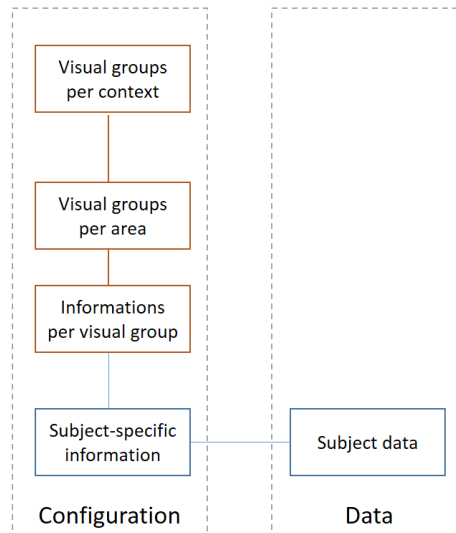 Visual groups
per context
Visual groups
per area
Informations
per visual group
Subject-specific
information
Subject data
Configuration
Data